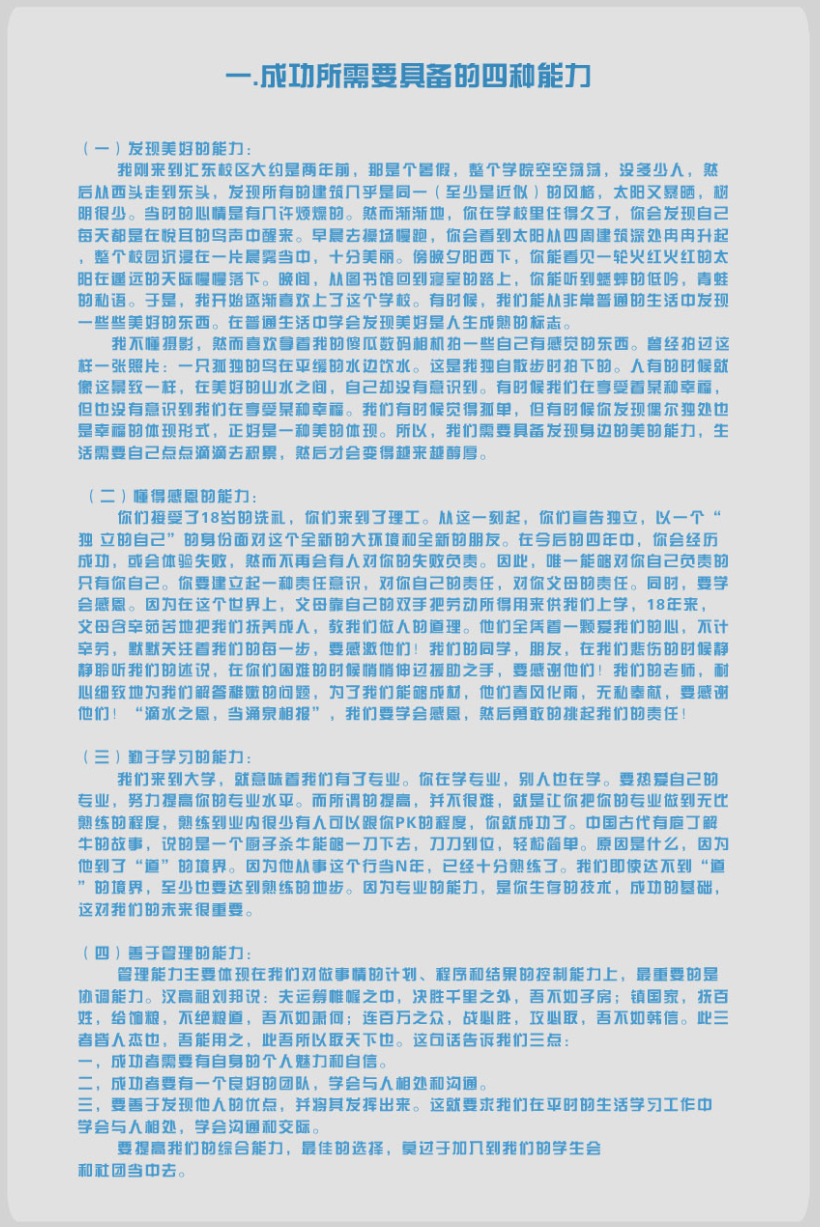 一.成功所需要具备的四种能力
（一）发现美好的能力：
我刚来到汇东校区大约是两年前，那是个暑假，整个学院空空荡荡，没多少人，然
后从西头走到东头，发现所有的建筑几乎是同一（至少是近似）的风格，太阳又暴晒，树
阴很少。当时的心情是有几许烦燥的。然而渐渐地，你在学校里住得久了，你会发现自己
每天都是在悦耳的鸟声中醒来。早晨去操场慢跑，你会看到太阳从四周建筑深处冉冉升起
，整个校园沉浸在一片晨雾当中，十分美丽。傍晚夕阳西下，你能看见一轮火红火红的太
阳在遥远的天际慢慢落下。晚间，从图书馆回到寝室的路上，你能听到蟋蟀的低吟，青蛙
的私语。于是，我开始逐渐喜欢上了这个学校。有时候，我们能从非常普通的生活中发现
一些些美好的东西。在普通生活中学会发现美好是人生成熟的标志。
我不懂摄影，然而喜欢拿着我的傻瓜数码相机拍一些自己有感觉的东西。曾经拍过这
样一张照片：一只孤独的鸟在平缓的水边饮水。这是我独自散步时拍下的。人有的时候就
像这景致一样，在美好的山水之间，自己却没有意识到。有时候我们在享受着某种幸福，
但也没有意识到我们在享受某种幸福。我们有时候觉得孤单，但有时候你发现偶尔独处也
是幸福的体现形式，正好是一种美的体现。所以，我们需要具备发现身边的美的能力，生
活需要自己点点滴滴去积累，然后才会变得越来越醇厚。
（二）懂得感恩的能力：
你们接受了18岁的洗礼，你们来到了理工。从这一刻起，你们宣告独立，以一个“
独 立的自己”的身份面对这个全新的大环境和全新的朋友。在今后的四年中，你会经历
成功，或会体验失败，然而不再会有人对你的失败负责。因此，唯一能够对你自己负责的
只有你自己。你要建立起一种责任意识，对你自己的责任，对你父母的责任。同时，要学
会感恩。因为在这个世界上，父母靠自己的双手把劳动所得用来供我们上学，18年来，
父母含辛茹苦地把我们抚养成人，教我们做人的道理。他们全凭着一颗爱我们的心，不计
辛劳，默默关注着我们的每一步，要感激他们！我们的同学，朋友，在我们悲伤的时候静
静聆听我们的述说，在你们困难的时候悄悄伸过援助之手，要感谢他们！我们的老师，耐
心细致地为我们解答稚嫩的问题，为了我们能够成材，他们春风化雨，无私奉献，要感谢
他们！“滴水之恩，当涌泉相报”，我们要学会感恩，然后勇敢的挑起我们的责任！
（三）勤于学习的能力：
我们来到大学，就意味着我们有了专业。你在学专业，别人也在学。要热爱自己的
专业，努力提高你的专业水平。而所谓的提高，并不很难，就是让你把你的专业做到无比
熟练的程度，熟练到业内很少有人可以跟你PK的程度，你就成功了。中国古代有庖丁解
牛的故事，说的是一个厨子杀牛能够一刀下去，刀刀到位，轻松简单。原因是什么，因为
他到了“道”的境界。因为他从事这个行当N年，已经十分熟练了。我们即使达不到“道
”的境界，至少也要达到熟练的地步。因为专业的能力，是你生存的技术，成功的基础，
这对我们的未来很重要。
（四）善于管理的能力：
管理能力主要体现在我们对做事情的计划、程序和结果的控制能力上，最重要的是
协调能力。汉高祖刘邦说：夫运筹帷幄之中，决胜千里之外，吾不如子房；镇国家，抚百
姓，给饷粮，不绝粮道，吾不如萧何；连百万之众，战必胜，攻必取，吾不如韩信。此三
者皆人杰也，吾能用之，此吾所以取天下也。这句话告诉我们三点：
一，成功者需要有自身的个人魅力和自信。
二，成功者要有一个良好的团队，学会与人相处和沟通。
三，要善于发现他人的优点，并将其发挥出来。这就要求我们在平时的生活学习工作中
学会与人相处，学会沟通和交际。
要提高我们的综合能力，最佳的选择，莫过于加入到我们的学生会
和社团当中去。